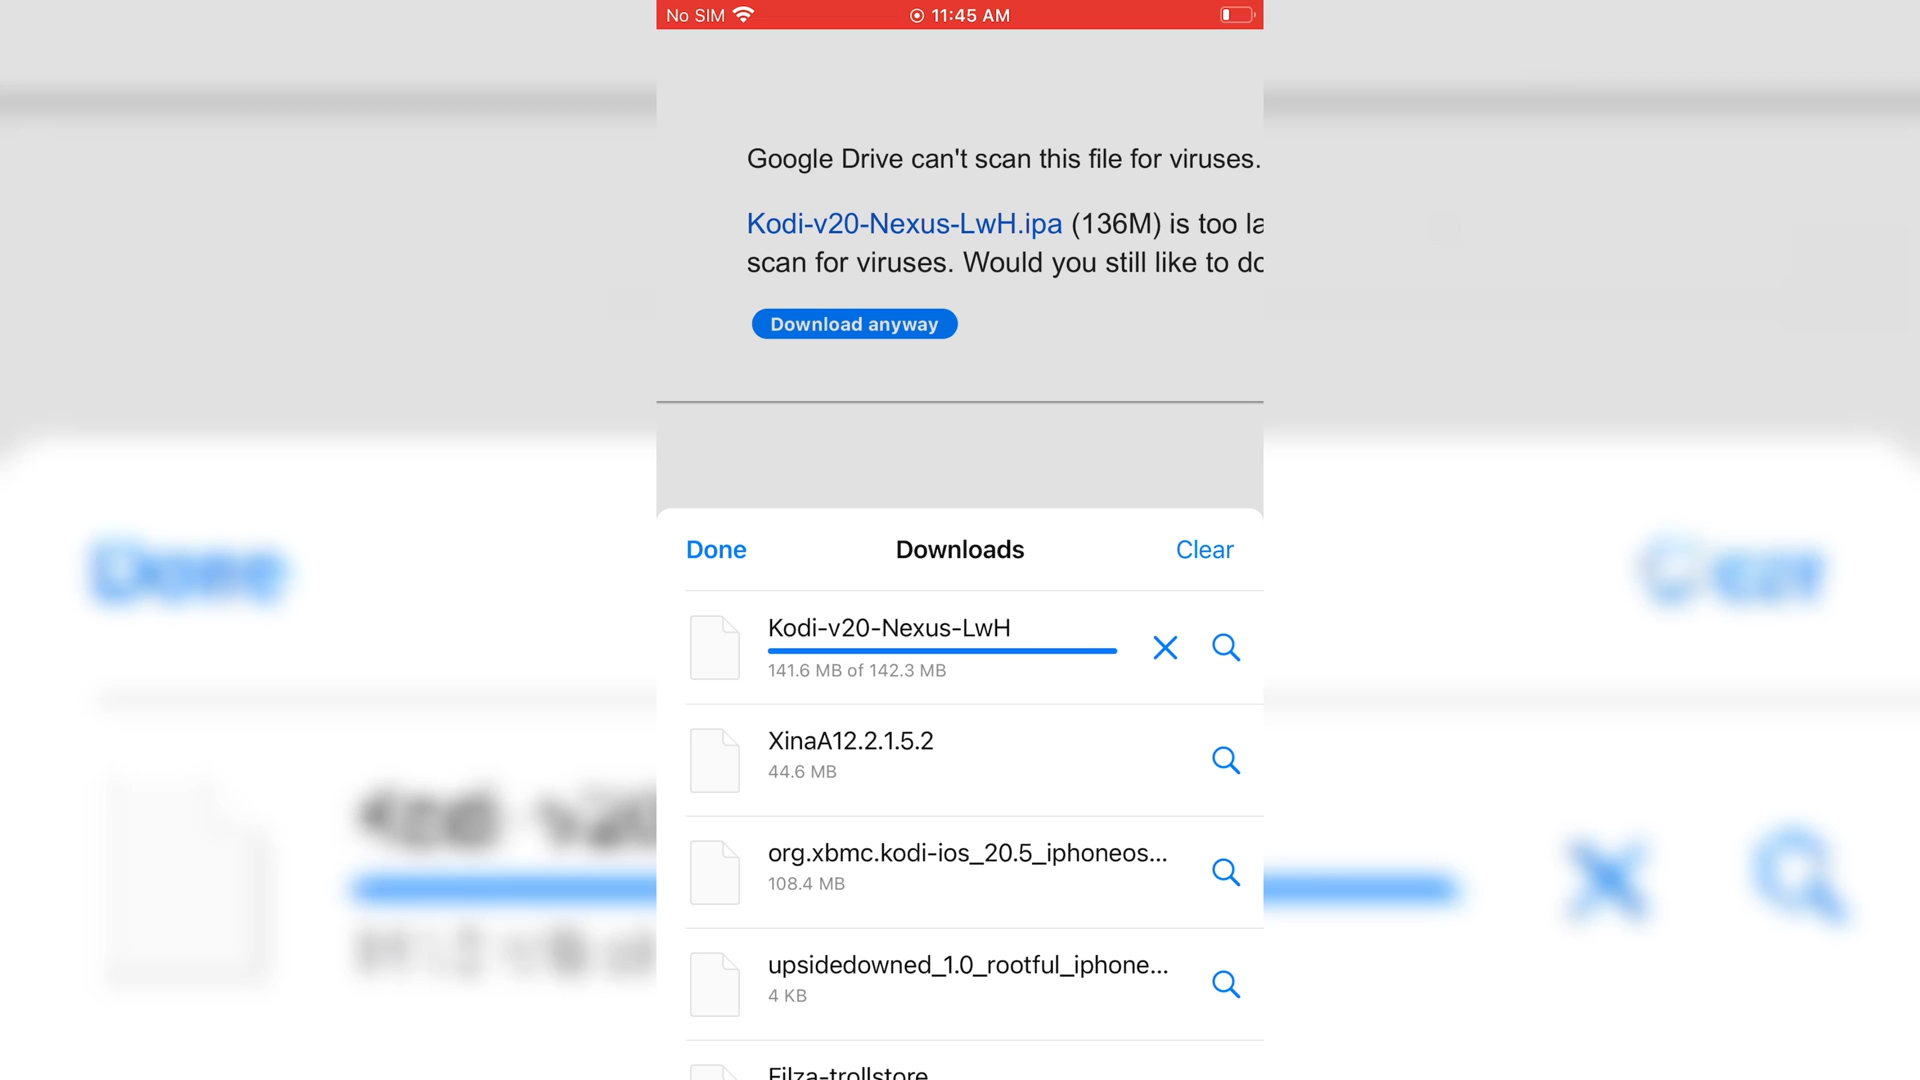 No SIM 11:45 AM
Google Drive can't scan this file for viruses.
Kodi-v20-Nexus-LwH.ipa (136M) is too la
scan for viruses. Would you still like to do
Download anyway
Done Downloads Clear
Kodi-v20-Nexus-LwH
141.6 MB of 142.3 MB
XinaA12.2.1.5.2
44.6 MB
org.xbmc.kodi-ios_20.5_iphoneos...
108.4 MB
upsidedowned_1.0_rootful_iphone...
4 KB
Filza-trollstore